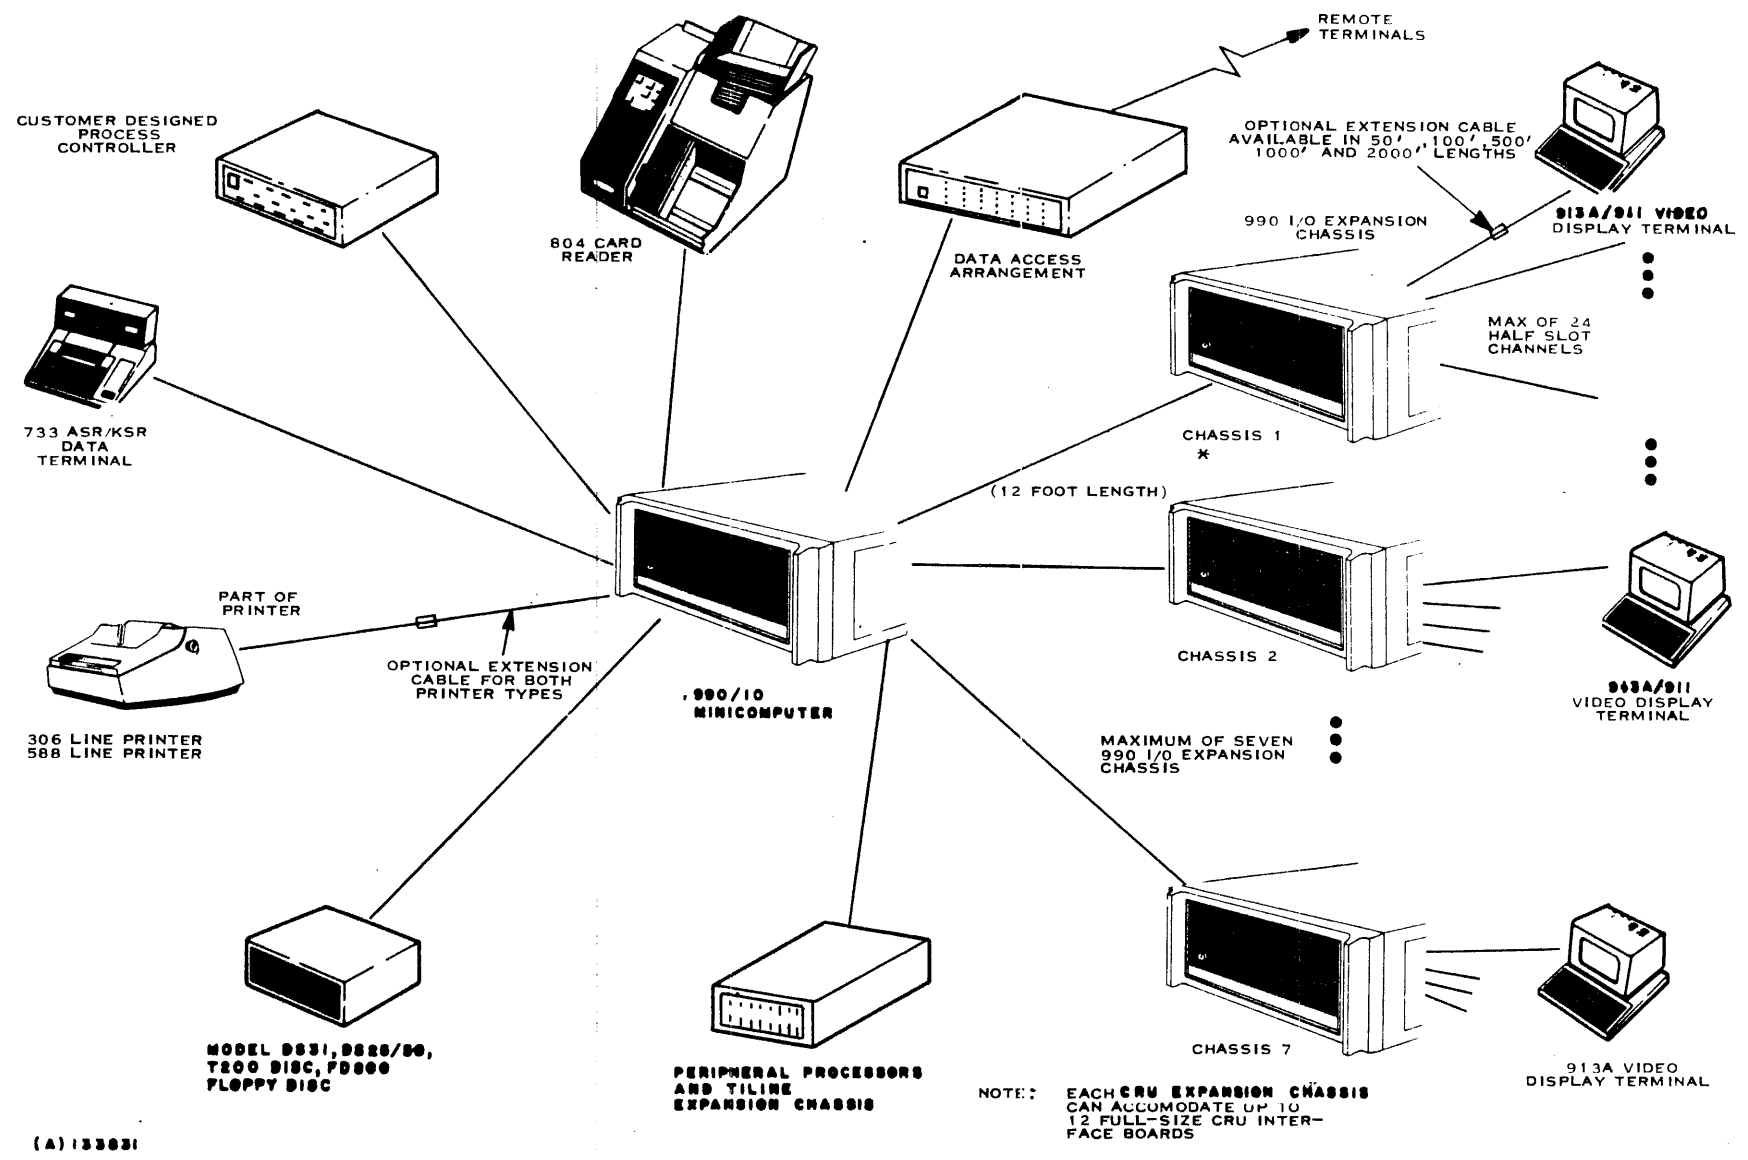 REMOTE
TERMINALS
CUSTOMER DESIGNED
PROCESS
CONTROLLER
OPTIONAL EXTENSION CABLE
AVAILABLE IN 50', 100', 500'
1000' AND 2000' LENGTHS
804 CARD
READER
DATA ACCESS
ARRANGEMENT
990 I/O EXPANSION
CHASSIS
913A/911 VIDEO
DISPLAY TERMINAL
MAX OF 24
HALF SLOT
CHANNELS
733 ASR/KSR
DATA
TERMINAL
CHASSIS 1
*
(12 FOOT LENGTH)
PART OF
PRINTER
OPTIONAL EXTENSION
CABLE FOR BOTH
PRINTER TYPES
990/10
MINICOMPUTER
CHASSIS 2
913A/911
VIDEO DISPLAY
TERMINAL
306 LINE PRINTER
588 LINE PRINTER
MAXIMUM OF SEVEN
990 I/O EXPANSION
CHASSIS
MODEL DS31, DS25/50,
T200 DISC, FD800
FLOPPY DISC
PERIPHERAL PROCESSORS
AND TILINE
EXPANSION CHASSIS
CHASSIS 7
913A VIDEO
DISPLAY TERMINAL
NOTE: EACH CRU EXPANSION CHASSIS
CAN ACCOMODATE UP TO
12 FULL-SIZE CRU INTER-
FACE BOARDS
(A)133831